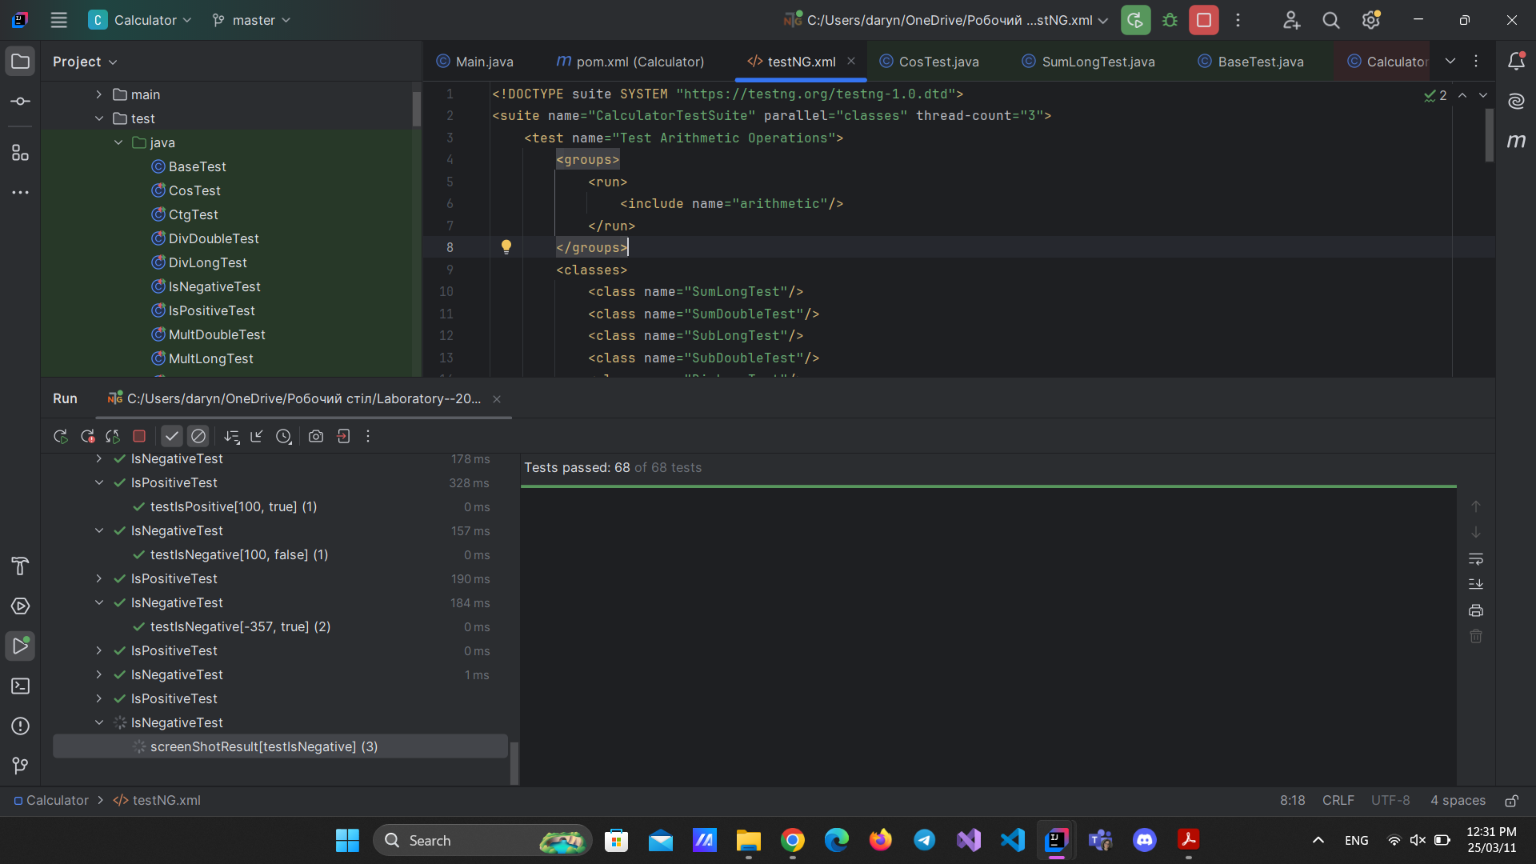 C Calculator master C:/Users/daryn/OneDrive/Робочий ...stNG.xml
Project
main
test
java
BaseTest
CosTest
CtgTest
DivDoubleTest
DivLongTest
IsNegativeTest
IsPositiveTest
MultDoubleTest
MultLongTest
Main.java pom.xml (Calculator) testNG.xml CosTest.java SumLongTest.java BaseTest.java Calculator
2
1 <!DOCTYPE suite SYSTEM "https://testng.org/testng-1.0.dtd">
2 <suite name="CalculatorTestSuite" parallel="classes" thread-count="3">
3 <test name="Test Arithmetic Operations">
4 <groups>
5 <run>
6 <include name="arithmetic"/>
7 </run>
8 </groups>
9 <classes>
10 <class name="SumLongTest"/>
11 <class name="SumDoubleTest"/>
12 <class name="SubLongTest"/>
13 <class name="SubDoubleTest"/>
Run C:/Users/daryn/OneDrive/Робочий стіл/Laboratory--20...
IsNegativeTest 178 ms
IsPositiveTest 328 ms
testIsPositive[100, true] (1) 0 ms
IsNegativeTest 157 ms
testIsNegative[100, false] (1) 0 ms
IsPositiveTest 190 ms
IsNegativeTest 184 ms
testIsNegative[-357, true] (2) 0 ms
IsPositiveTest 0 ms
IsNegativeTest 1 ms
IsPositiveTest
IsNegativeTest
screenShotResult[testIsNegative] (3)
Tests passed: 68 of 68 tests
Calculator > testNG.xml 8:18 CRLF UTF-8 4 spaces
Search
ENG
12:31 PM
25/03/11